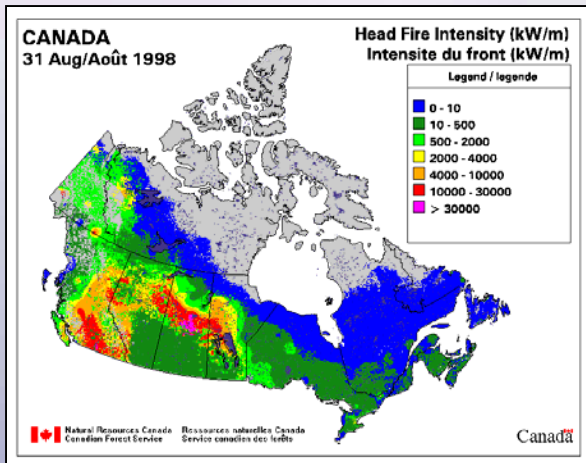 CANADA
31 Aug/Août 1998
Head Fire Intensity (kW/m)
Intensite du front (kW/m)
Legend / legende
0 - 10
10 - 500
500 - 2000
2000 - 4000
4000 - 10000
10000 - 30000
> 30000
Natural Resources Canada
Canadian Forest Service
Ressources naturelles Canada
Service canadien des forêts
Canada